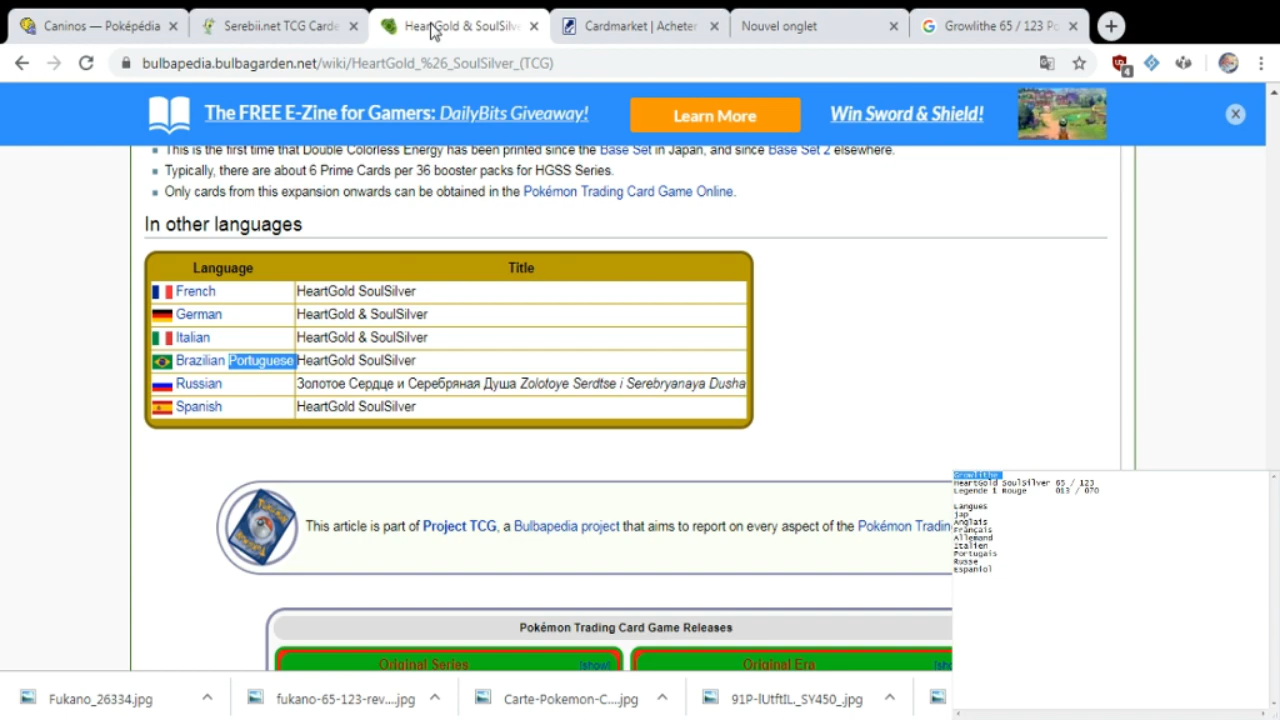 Caninos — Poképédia
Serebii.net TCG Carde
HeartGold & SoulSilve
Cardmarket | Acheter
Nouvel onglet
Growlithe 65 / 123 Po
bulbapedia.bulbagarden.net/wiki/HeartGold_%26_SoulSilver_(TCG)
4
The FREE E-Zine for Gamers: DailyBits Giveaway!
Learn More
Win Sword & Shield!
This is the first time that Double Colorless Energy has been printed since the Base Set in Japan, and since Base Set 2 elsewhere.
Typically, there are about 6 Prime Cards per 36 booster packs for HGSS Series.
Only cards from this expansion onwards can be obtained in the Pokémon Trading Card Game Online.
In other languages
Language Title
French HeartGold SoulSilver
German HeartGold & SoulSilver
Italian HeartGold & SoulSilver
Brazilian Portuguese HeartGold SoulSilver
Russian Золотое Сердце и Серебряная Душа Zolotoye Serdtse i Serebryanaya Dusha
Spanish HeartGold SoulSilver
Growlithe
HeartGold SoulSilver 65 / 123
Legende 1 Rouge 013 / 070
Langues
jap
Anglais
Français
Allemand
Italien
Portugais
Russe
Espaniol
This article is part of Project TCG, a Bulbapedia project that aims to report on every aspect of the Pokémon Tradin
Pokémon Trading Card Game Releases
Original Series [show]
Original Era [sho
Fukano_26334.jpg
fukano-65-123-rev....jpg
Carte-Pokemon-C....jpg
91P-lUtftIL._SY450_.jpg